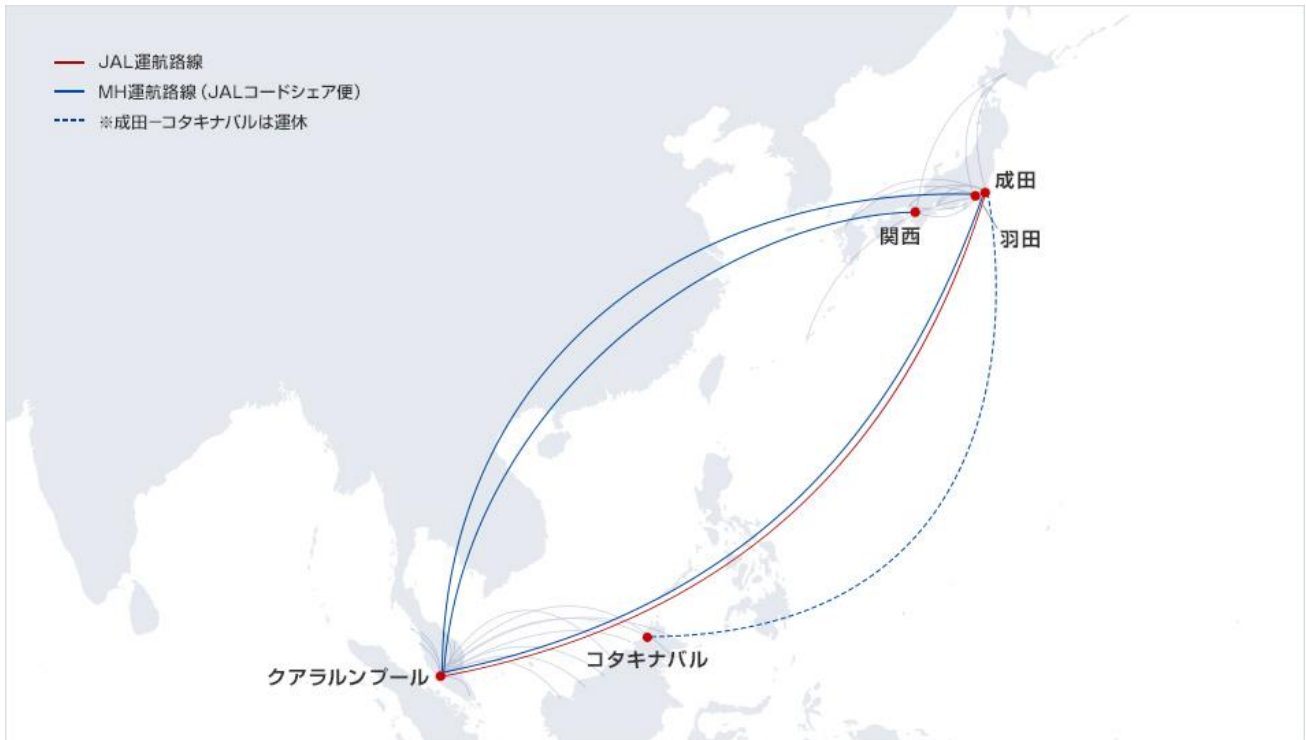 JAL運航路線
MH運航路線（JALコードシェア便）
※成田ーコタキナバルは運休
成田
関西
羽田
コタキナバル
クアラルンプール